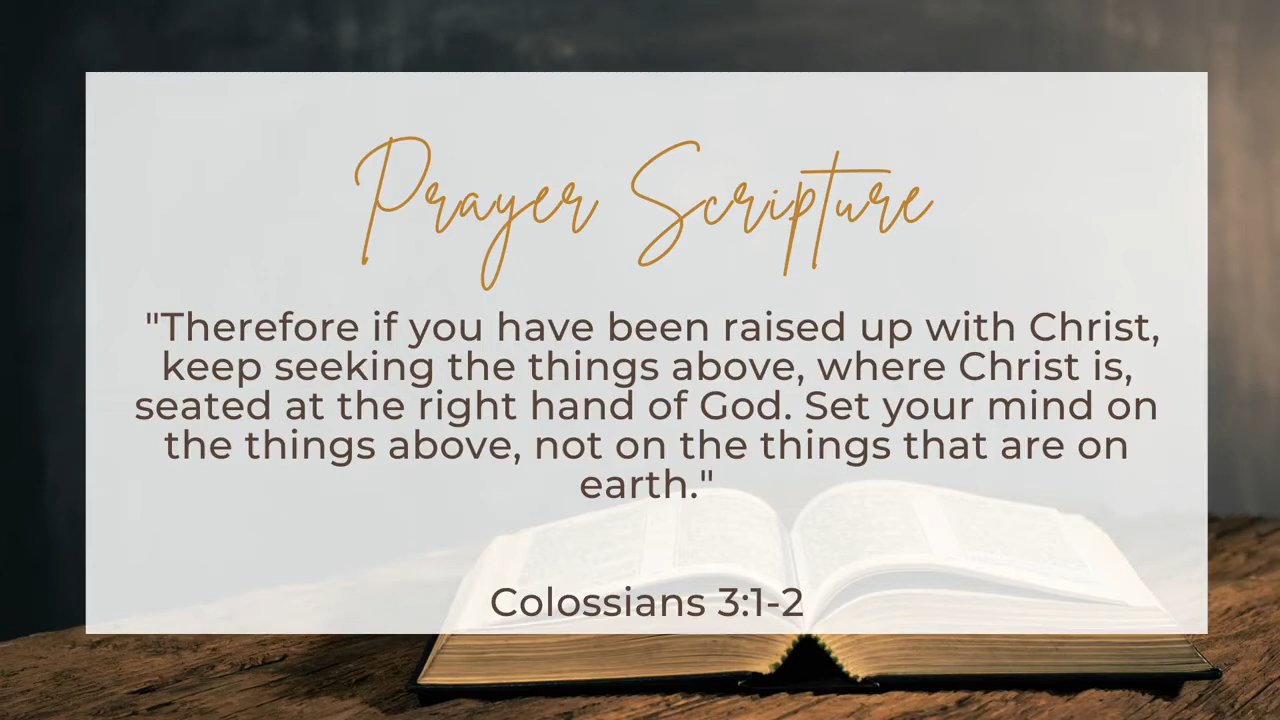 Prayer Scripture
"Therefore if you have been raised up with Christ,
keep seeking the things above, where Christ is,
seated at the right hand of God. Set your mind on
the things above, not on the things that are on
earth."
Colossians 3:1-2